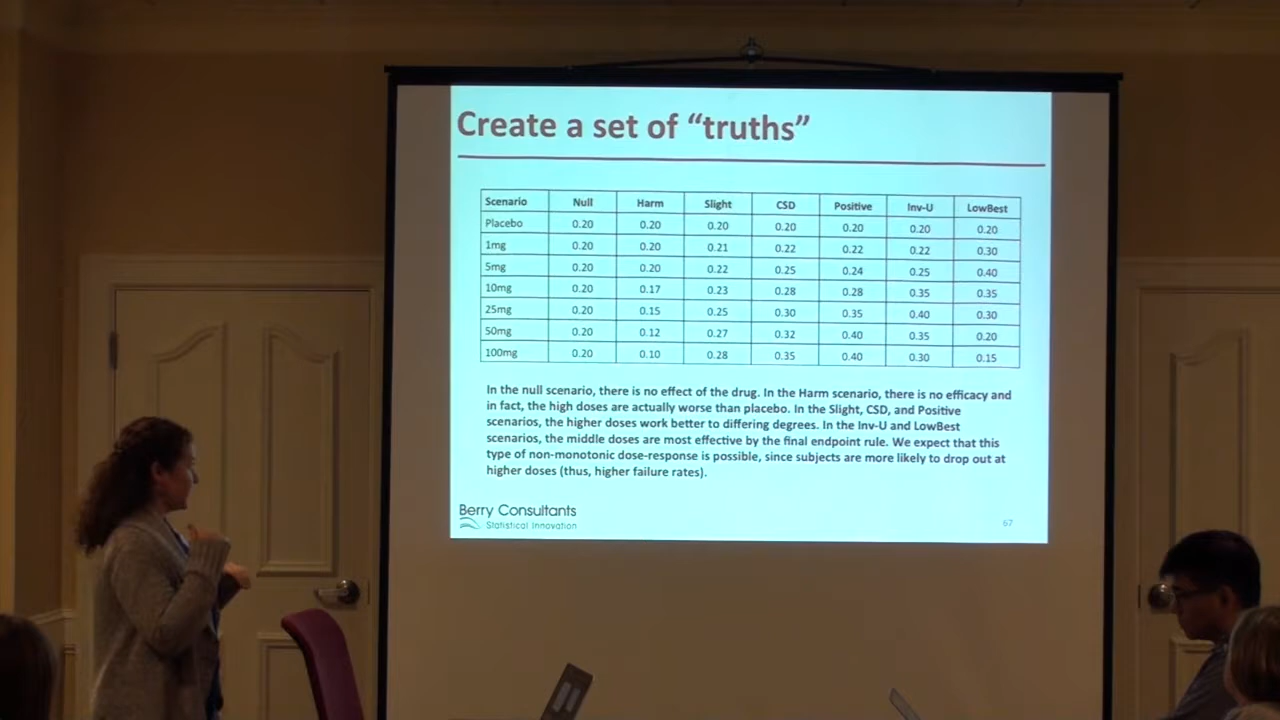 Create a set of “truths”
Scenario Null Harm Slight CSD Positive Inv-U LowBest
Placebo 0.20 0.20 0.20 0.20 0.20 0.20 0.20
1mg 0.20 0.20 0.21 0.22 0.22 0.22 0.30
5mg 0.20 0.20 0.22 0.25 0.24 0.25 0.40
10mg 0.20 0.17 0.23 0.28 0.28 0.35 0.35
25mg 0.20 0.15 0.25 0.30 0.35 0.40 0.30
50mg 0.20 0.12 0.27 0.32 0.40 0.35 0.20
100mg 0.20 0.10 0.28 0.35 0.40 0.30 0.15
In the null scenario, there is no effect of the drug. In the Harm scenario, there is no efficacy and
in fact, the high doses are actually worse than placebo. In the Slight, CSD, and Positive
scenarios, the higher doses work better to differing degrees. In the Inv-U and LowBest
scenarios, the middle doses are most effective by the final endpoint rule. We expect that this
type of non-monotonic dose-response is possible, since subjects are more likely to drop out at
higher doses (thus, higher failure rates).
Berry Consultants
Statistical Innovation
67